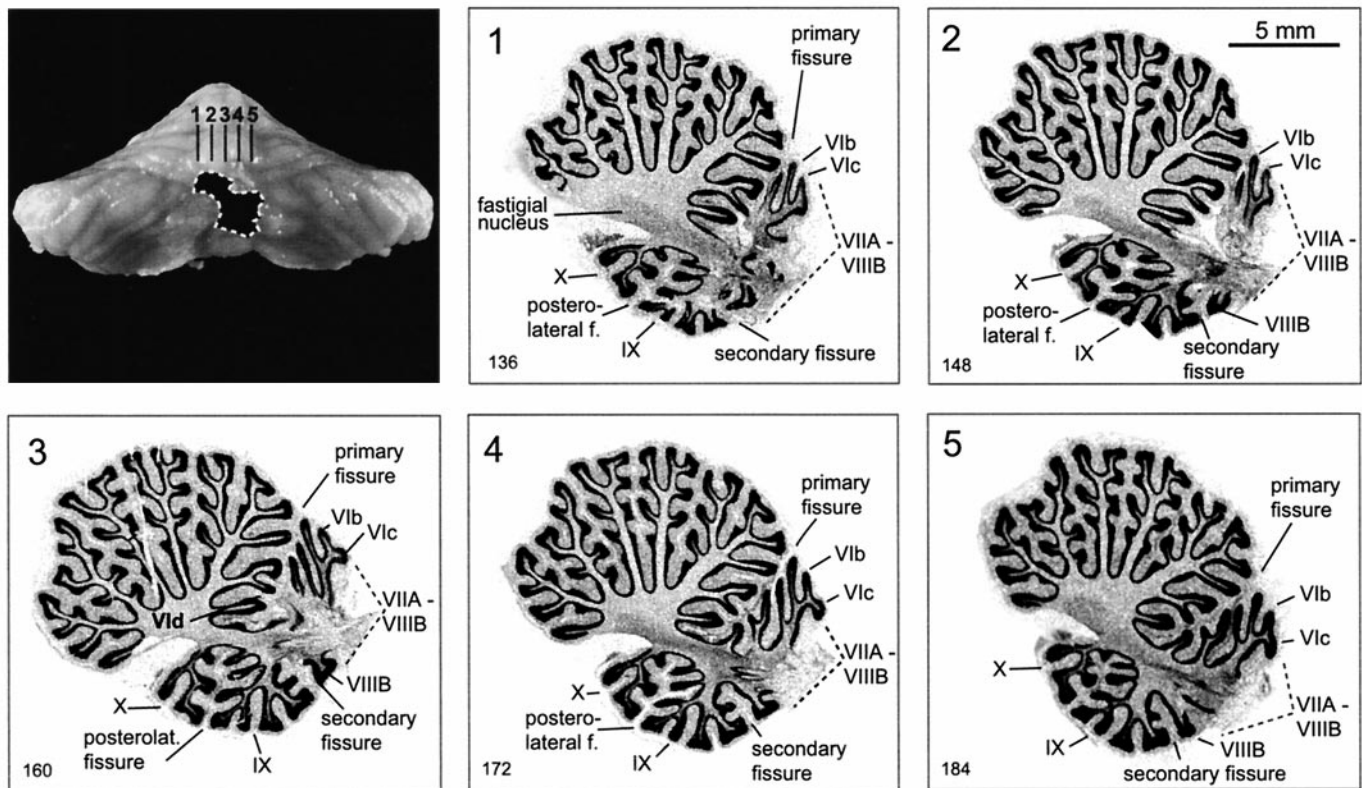 1 2 3 4 5
1
primary
fissure
VIb
VIc
fastigial
nucleus
VIIA -
VIIIB
X
postero-
lateral f.
IX
secondary fissure
136
2
5 mm
VIb
VIc
VIIA -
VIIIB
X
postero-
lateral f.
IX
VIIIB
secondary
fissure
148
3
primary
fissure
VIb
VIc
VIId
VIIA -
VIIIB
X
VIIIB
secondary
fissure
posterolat.
fissure
IX
160
4
primary
fissure
VIb
VIc
VIIA -
VIIIB
X
postero-
lateral f.
IX
secondary
fissure
172
5
primary
fissure
VIb
VIc
X
VIIA -
VIIIB
IX
VIIIB
secondary fissure
184